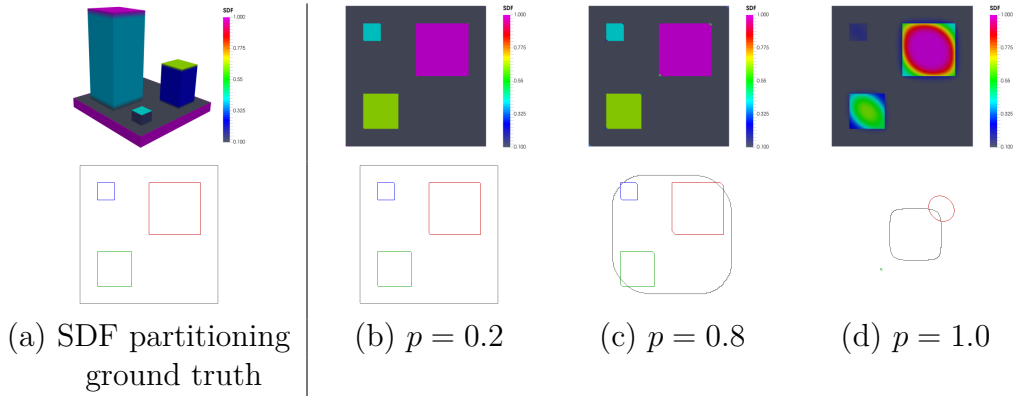 SDF
1.000
0.775
0.55
0.325
0.100
SDF
1.000
0.775
0.55
0.325
0.100
SDF
1.000
0.775
0.55
0.325
0.100
SDF
1.000
0.775
0.55
0.325
0.100
(a) SDF partitioning
ground truth
(b) p = 0.2
(c) p = 0.8
(d) p = 1.0